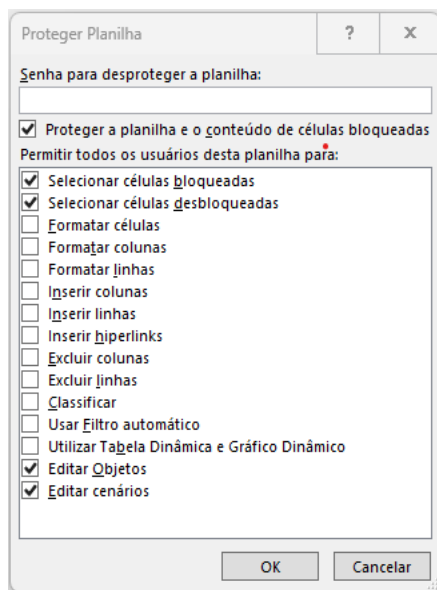 Proteger Planilha ? X
Senha para desproteger a planilha:
Proteger a planilha e o conteúdo de células bloqueadas
Permitir todos os usuários desta planilha para:
Selecionar células bloqueadas
Selecionar células desbloqueadas
Formatar células
Formatar colunas
Formatar linhas
Inserir colunas
Inserir linhas
Inserir hiperlinks
Excluir colunas
Excluir linhas
Classificar
Usar Filtro automático
Utilizar Tabela Dinâmica e Gráfico Dinâmico
Editar Objetos
Editar cenários
OK Cancelar